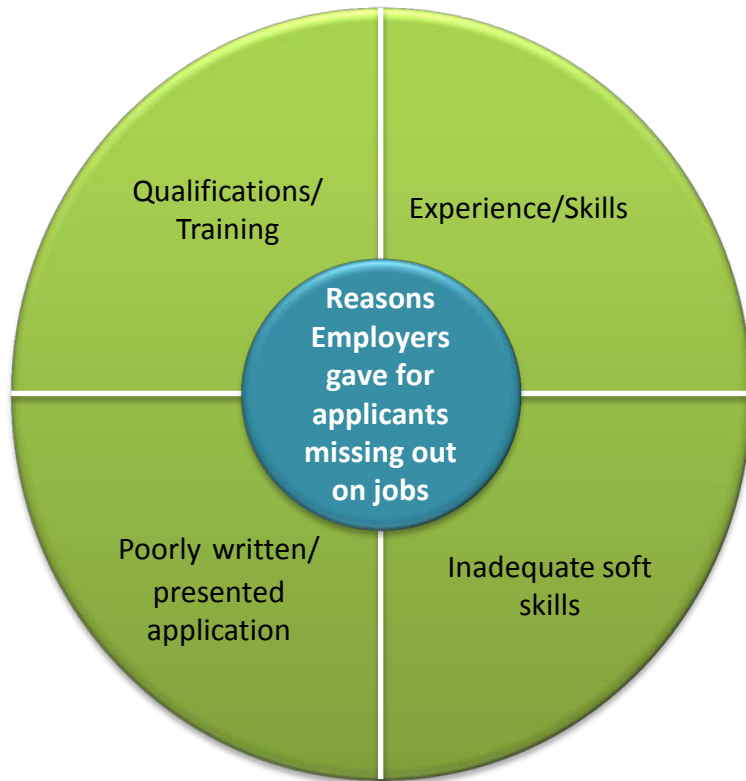 Qualifications/
Training
Experience/Skills
Reasons
Employers
gave for
applicants
missing out
on jobs
Poorly written/
presented
application
Inadequate soft
skills